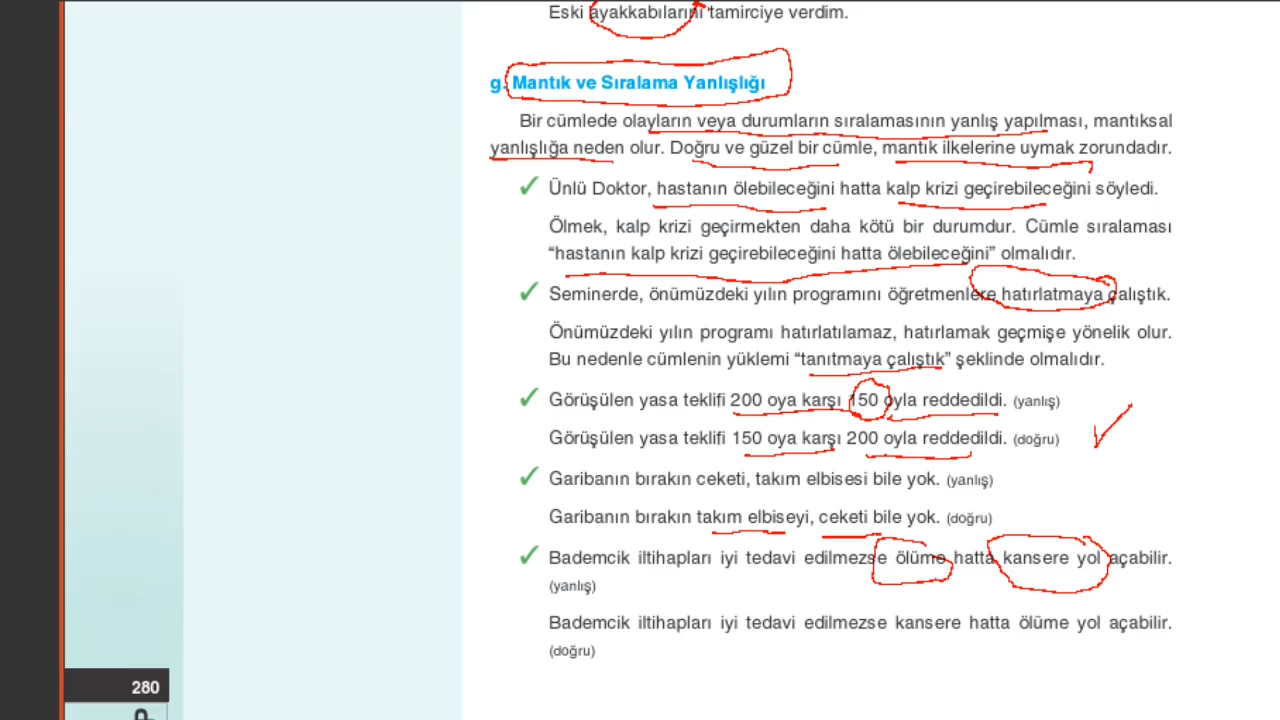 Eski ayakkabılarını tamirciye verdim.
g. Mantık ve Sıralama Yanlışlığı
Bir cümlede olayların veya durumların sıralamasının yanlış yapılması, mantıksal
yanlışlığa neden olur. Doğru ve güzel bir cümle, mantık ilkelerine uymak zorundadır.
✓ Ünlü Doktor, hastanın ölebileceğini hatta kalp krizi geçirebileceğini söyledi.
Ölmek, kalp krizi geçirmekten daha kötü bir durumdur. Cümle sıralaması
“hastanın kalp krizi geçirebileceğini hatta ölebileceğini” olmalıdır.
✓ Seminerde, önümüzdeki yılın programını öğretmenlere hatırlatmaya çalıştık.
Önümüzdeki yılın programı hatırlatılamaz, hatırlamak geçmişe yönelik olur.
Bu nedenle cümlenin yüklemi “tanıtmaya çalıştık” şeklinde olmalıdır.
✓ Görüşülen yasa teklifi 200 oya karşı 150 oyla reddedildi. (yanlış)
Görüşülen yasa teklifi 150 oya karşı 200 oyla reddedildi. (doğru)
✓ Garibanın bırakın ceketi, takım elbisesi bile yok. (yanlış)
Garibanın bırakın takım elbiseyi, ceketi bile yok. (doğru)
✓ Bademcik iltihapları iyi tedavi edilmezse ölüme hatta kansere yol açabilir.
(yanlış)
Bademcik iltihapları iyi tedavi edilmezse kansere hatta ölüme yol açabilir.
(doğru)
280
P